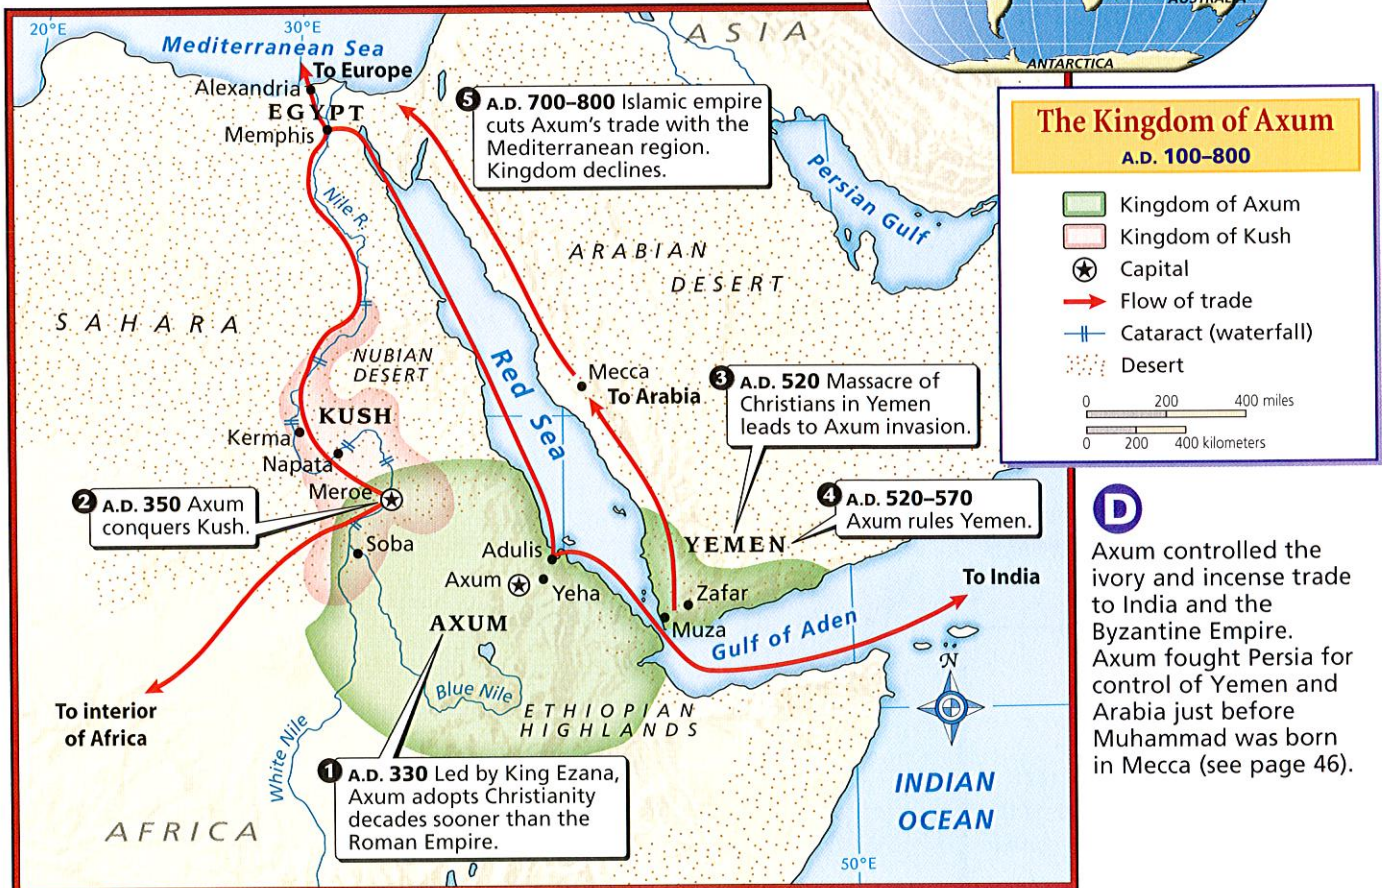 AUSTRALIA
ANTARCTICA
20°E
30°E
Mediterranean Sea
ASIA
To Europe
Alexandria
EGYPT
Memphis
5 A.D. 700–800 Islamic empire
cuts Axum's trade with the
Mediterranean region.
Kingdom declines.
The Kingdom of Axum
A.D. 100–800
Kingdom of Axum
Kingdom of Kush
Capital
Flow of trade
Cataract (waterfall)
Desert
0 200 400 miles
0 200 400 kilometers
Persian Gulf
Nile R.
ARABIAN
DESERT
SAHARA
NUBIAN
DESERT
Red Sea
Mecca
To Arabia
3 A.D. 520 Massacre of
Christians in Yemen
leads to Axum invasion.
KUSH
Kerma
Napata
Meroe
2 A.D. 350 Axum
conquers Kush.
4 A.D. 520–570
Axum rules Yemen.
Soba
Adulis
Axum
Yeha
YEMEN
Zafar
Muza
To India
Gulf of Aden
AXUM
Blue Nile
ETHIOPIAN
HIGHLANDS
N
To interior
of Africa
White Nile
1 A.D. 330 Led by King Ezana,
Axum adopts Christianity
decades sooner than the
Roman Empire.
AFRICA
INDIAN
OCEAN
50°E
D
Axum controlled the
ivory and incense trade
to India and the
Byzantine Empire.
Axum fought Persia for
control of Yemen and
Arabia just before
Muhammad was born
in Mecca (see page 46).